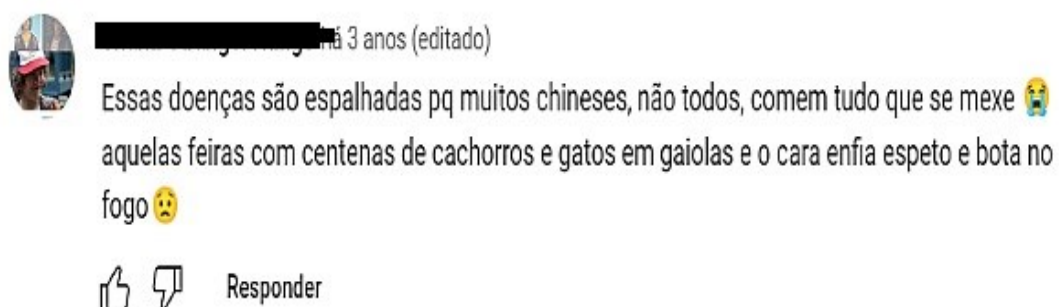 há 3 anos (editado)
Essas doenças são espalhadas pq muitos chineses, não todos, comem tudo que se mexe 😭
aquelas feiras com centenas de cachorros e gatos em gaiolas e o cara enfia espeto e bota no
fogo 😟
Responder